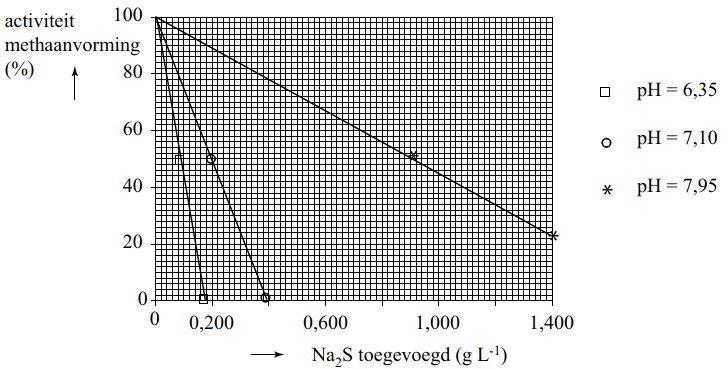 activiteit
methaanvorming
(%)
100
80
60
40
20
0
0 0,200 0,600 1,000 1,400
Na₂S toegevoegd (g L⁻¹)
pH = 6,35
pH = 7,10
pH = 7,95